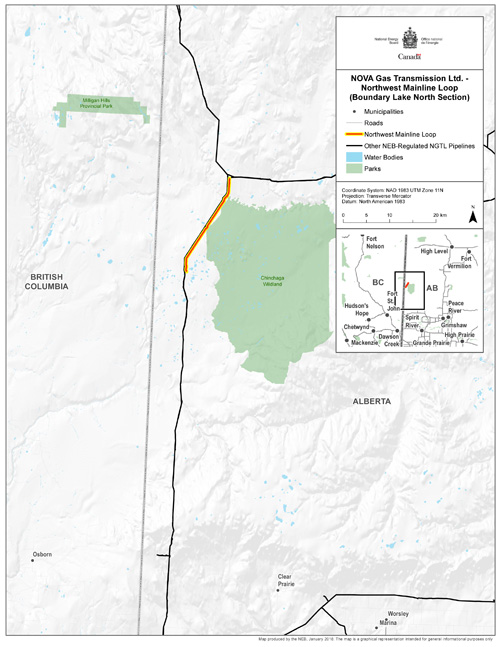 National Energy
Board
Office national
de l'énergie
Canada
NOVA Gas Transmission Ltd. -
Northwest Mainline Loop
(Boundary Lake North Section)
Municipalities
Roads
Northwest Mainline Loop
Other NEB-Regulated NGTL Pipelines
Water Bodies
Parks
Coordinate System: NAD 1983 UTM Zone 11N
Projection: Transverse Mercator
Datum: North American 1983
0 5 10 20 km
N
Fort
Nelson
High Level
Fort
Vermilion
BC
AB
Fort
St.
John
Hudson's
Hope
Peace
River
Spirit
River
Grimshaw
Chetwynd
Dawson
Creek
High Prairie
Mackenzie
Grande Prairie
Milligan Hills
Provincial Park
Chinchaga
Wildland
BRITISH
COLUMBIA
ALBERTA
Osborn
Clear
Prairie
Worsley
Marina
Map produced by the NEB, January 2018. The map is a graphical representation intended for general informational purposes only.